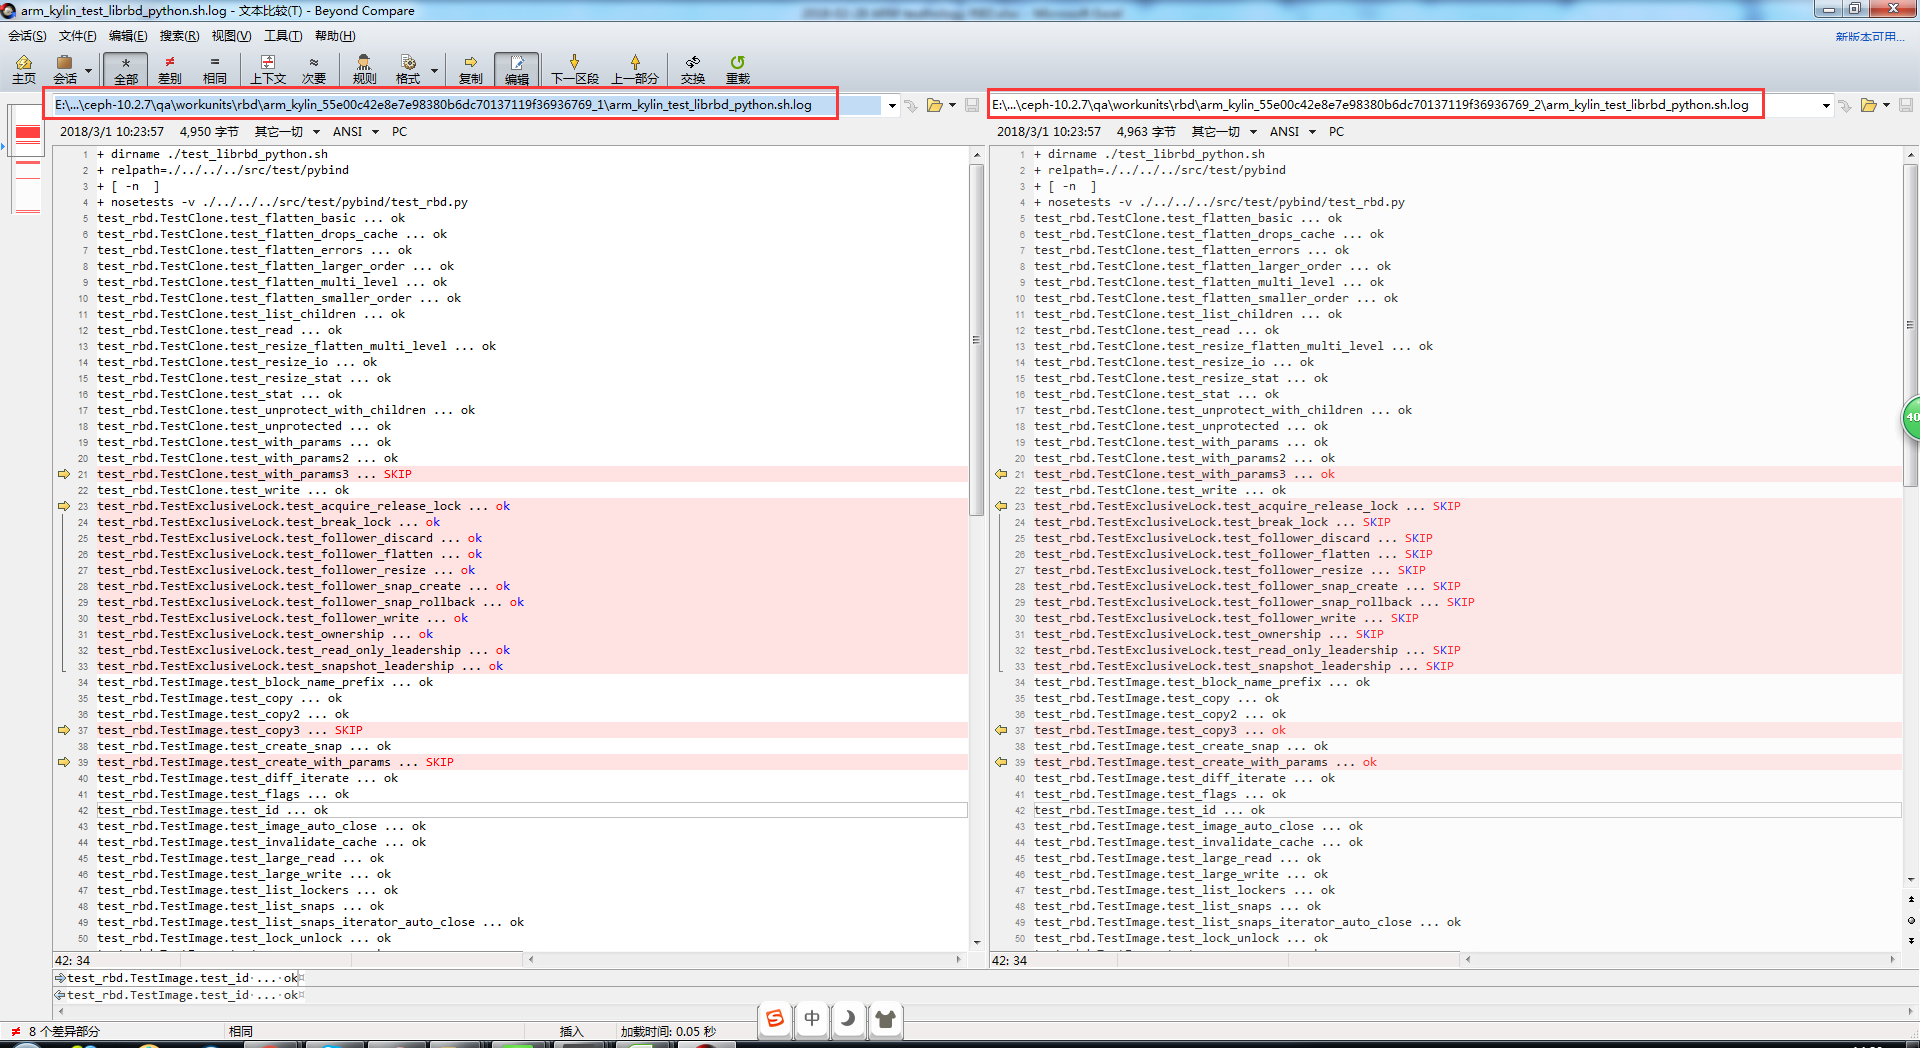 arm_kylin_test_librbd_python.sh.log - 文本比较(T) - Beyond Compare
会话(S) 文件(F) 编辑(E) 搜索(R) 视图(V) 工具(T) 帮助(H) 新版本可用...
主页 会话 全部 差别 相同 上下文 次要 规则 格式 复制 编辑 下一区段 上一部分 交换 重载
E:\...\ceph-10.2.7\qa\workunits\rbd\arm_kylin_55e00c42e8e7e98380b6dc70137119f36936769_1\arm_kylin_test_librbd_python.sh.log
2018/3/1 10:23:57 4,950 字节 其它一切 ANSI PC
1 + dirname ./test_librbd_python.sh
2 + relpath=./../../../src/test/pybind
3 + [ -n  ]
4 + nosetests -v ./../../../src/test/pybind/test_rbd.py
5 test_rbd.TestClone.test_flatten_basic ... ok
6 test_rbd.TestClone.test_flatten_drops_cache ... ok
7 test_rbd.TestClone.test_flatten_errors ... ok
8 test_rbd.TestClone.test_flatten_larger_order ... ok
9 test_rbd.TestClone.test_flatten_multi_level ... ok
10 test_rbd.TestClone.test_flatten_smaller_order ... ok
11 test_rbd.TestClone.test_list_children ... ok
12 test_rbd.TestClone.test_read ... ok
13 test_rbd.TestClone.test_resize_flatten_multi_level ... ok
14 test_rbd.TestClone.test_resize_io ... ok
15 test_rbd.TestClone.test_resize_stat ... ok
16 test_rbd.TestClone.test_stat ... ok
17 test_rbd.TestClone.test_unprotect_with_children ... ok
18 test_rbd.TestClone.test_unprotected ... ok
19 test_rbd.TestClone.test_with_params ... ok
20 test_rbd.TestClone.test_with_params2 ... ok
21 test_rbd.TestClone.test_with_params3 ... SKIP
22 test_rbd.TestClone.test_write ... ok
23 test_rbd.TestExclusiveLock.test_acquire_release_lock ... ok
24 test_rbd.TestExclusiveLock.test_break_lock ... ok
25 test_rbd.TestExclusiveLock.test_follower_discard ... ok
26 test_rbd.TestExclusiveLock.test_follower_flatten ... ok
27 test_rbd.TestExclusiveLock.test_follower_resize ... ok
28 test_rbd.TestExclusiveLock.test_follower_snap_create ... ok
29 test_rbd.TestExclusiveLock.test_follower_snap_rollback ... ok
30 test_rbd.TestExclusiveLock.test_follower_write ... ok
31 test_rbd.TestExclusiveLock.test_ownership ... ok
32 test_rbd.TestExclusiveLock.test_read_only_leadership ... ok
33 test_rbd.TestExclusiveLock.test_snapshot_leadership ... ok
34 test_rbd.TestImage.test_block_name_prefix ... ok
35 test_rbd.TestImage.test_copy ... ok
36 test_rbd.TestImage.test_copy2 ... ok
37 test_rbd.TestImage.test_copy3 ... SKIP
38 test_rbd.TestImage.test_create_snap ... ok
39 test_rbd.TestImage.test_create_with_params ... SKIP
40 test_rbd.TestImage.test_diff_iterate ... ok
41 test_rbd.TestImage.test_flags ... ok
42 test_rbd.TestImage.test_id ... ok
43 test_rbd.TestImage.test_image_auto_close ... ok
44 test_rbd.TestImage.test_invalidate_cache ... ok
45 test_rbd.TestImage.test_large_read ... ok
46 test_rbd.TestImage.test_large_write ... ok
47 test_rbd.TestImage.test_list_lockers ... ok
48 test_rbd.TestImage.test_list_snaps ... ok
49 test_rbd.TestImage.test_list_snaps_iterator_auto_close ... ok
50 test_rbd.TestImage.test_lock_unlock ... ok
42: 34
E:\...\ceph-10.2.7\qa\workunits\rbd\arm_kylin_55e00c42e8e7e98380b6dc70137119f36936769_2\arm_kylin_test_librbd_python.sh.log
2018/3/1 10:23:57 4,963 字节 其它一切 ANSI PC
1 + dirname ./test_librbd_python.sh
2 + relpath=./../../../src/test/pybind
3 + [ -n  ]
4 + nosetests -v ./../../../src/test/pybind/test_rbd.py
5 test_rbd.TestClone.test_flatten_basic ... ok
6 test_rbd.TestClone.test_flatten_drops_cache ... ok
7 test_rbd.TestClone.test_flatten_errors ... ok
8 test_rbd.TestClone.test_flatten_larger_order ... ok
9 test_rbd.TestClone.test_flatten_multi_level ... ok
10 test_rbd.TestClone.test_flatten_smaller_order ... ok
11 test_rbd.TestClone.test_list_children ... ok
12 test_rbd.TestClone.test_read ... ok
13 test_rbd.TestClone.test_resize_flatten_multi_level ... ok
14 test_rbd.TestClone.test_resize_io ... ok
15 test_rbd.TestClone.test_resize_stat ... ok
16 test_rbd.TestClone.test_stat ... ok
17 test_rbd.TestClone.test_unprotect_with_children ... ok
18 test_rbd.TestClone.test_unprotected ... ok
19 test_rbd.TestClone.test_with_params ... ok
20 test_rbd.TestClone.test_with_params2 ... ok
21 test_rbd.TestClone.test_with_params3 ... ok
22 test_rbd.TestClone.test_write ... ok
23 test_rbd.TestExclusiveLock.test_acquire_release_lock ... SKIP
24 test_rbd.TestExclusiveLock.test_break_lock ... SKIP
25 test_rbd.TestExclusiveLock.test_follower_discard ... SKIP
26 test_rbd.TestExclusiveLock.test_follower_flatten ... SKIP
27 test_rbd.TestExclusiveLock.test_follower_resize ... SKIP
28 test_rbd.TestExclusiveLock.test_follower_snap_create ... SKIP
29 test_rbd.TestExclusiveLock.test_follower_snap_rollback ... SKIP
30 test_rbd.TestExclusiveLock.test_follower_write ... SKIP
31 test_rbd.TestExclusiveLock.test_ownership ... SKIP
32 test_rbd.TestExclusiveLock.test_read_only_leadership ... SKIP
33 test_rbd.TestExclusiveLock.test_snapshot_leadership ... SKIP
34 test_rbd.TestImage.test_block_name_prefix ... ok
35 test_rbd.TestImage.test_copy ... ok
36 test_rbd.TestImage.test_copy2 ... ok
37 test_rbd.TestImage.test_copy3 ... ok
38 test_rbd.TestImage.test_create_snap ... ok
39 test_rbd.TestImage.test_create_with_params ... ok
40 test_rbd.TestImage.test_diff_iterate ... ok
41 test_rbd.TestImage.test_flags ... ok
42 test_rbd.TestImage.test_id ... ok
43 test_rbd.TestImage.test_image_auto_close ... ok
44 test_rbd.TestImage.test_invalidate_cache ... ok
45 test_rbd.TestImage.test_large_read ... ok
46 test_rbd.TestImage.test_large_write ... ok
47 test_rbd.TestImage.test_list_lockers ... ok
48 test_rbd.TestImage.test_list_snaps ... ok
49 test_rbd.TestImage.test_list_snaps_iterator_auto_close ... ok
50 test_rbd.TestImage.test_lock_unlock ... ok
42: 34
40
test_rbd.TestImage.test_id·...·ok¤
test_rbd.TestImage.test_id·...·ok¤
中
8 个差异部分 相同 插入 加载时间: 0.05 秒